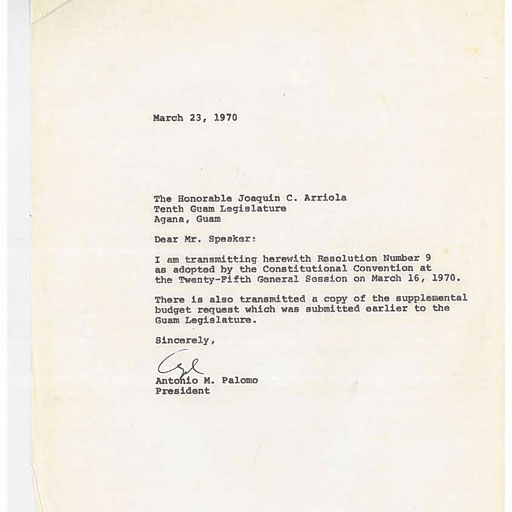 March 23, 1970
The Honorable Joaquin C. Arriola
Tenth Guam Legislature
Agana, Guam
Dear Mr. Speaker:
I am transmitting herewith Resolution Number 9
as adopted by the Constitutional Convention at
the Twenty-Fifth General Session on March 16, 1970.
There is also transmitted a copy of the supplemental
budget request which was submitted earlier to the
Guam Legislature.
Sincerely,
Antonio M. Palomo
President